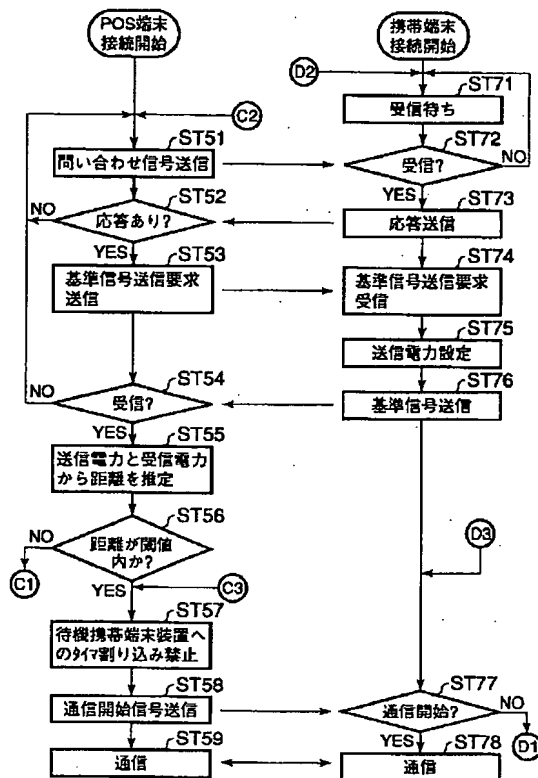 POS端末
接続開始
C2
ST51
問い合わせ信号送信
ST52
NO
応答あり?
YES
ST53
基準信号送信要求
送信
ST54
NO
受信?
YES
ST55
送信電力と受信電力
から距離を推定
ST56
NO
距離が閾値
内か?
C1
YES
C3
ST57
待機携帯端末装置へ
のタイマ割り込み禁止
ST58
通信開始信号送信
ST59
通信
携帯端末
接続開始
D2
ST71
受信待ち
ST72
受信?
NO
YES
ST73
応答送信
ST74
基準信号送信要求
受信
ST75
送信電力設定
ST76
基準信号送信
D3
ST77
通信開始?
NO
D1
YES
ST78
通信